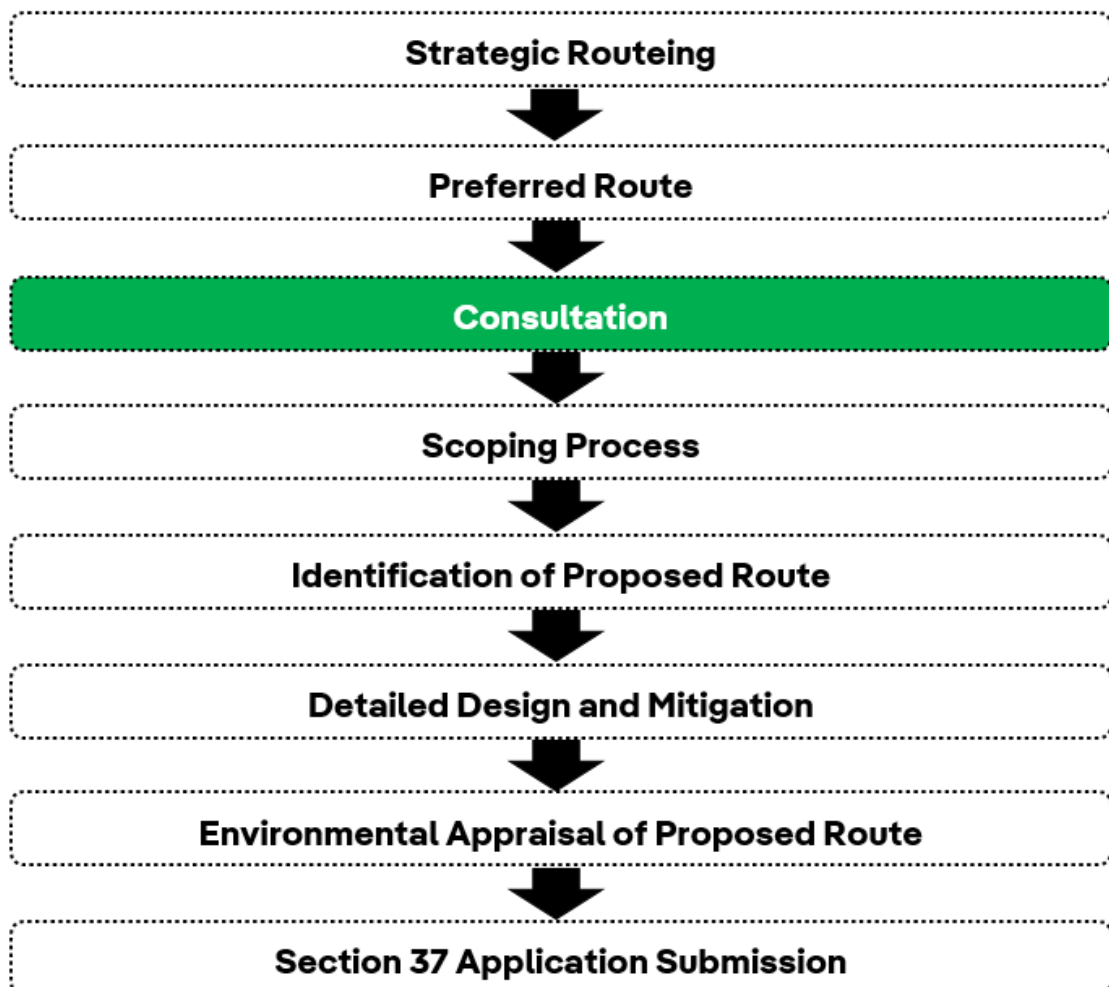 Strategic Routeing
Preferred Route
Consultation
Scoping Process
Identification of Proposed Route
Detailed Design and Mitigation
Environmental Appraisal of Proposed Route
Section 37 Application Submission